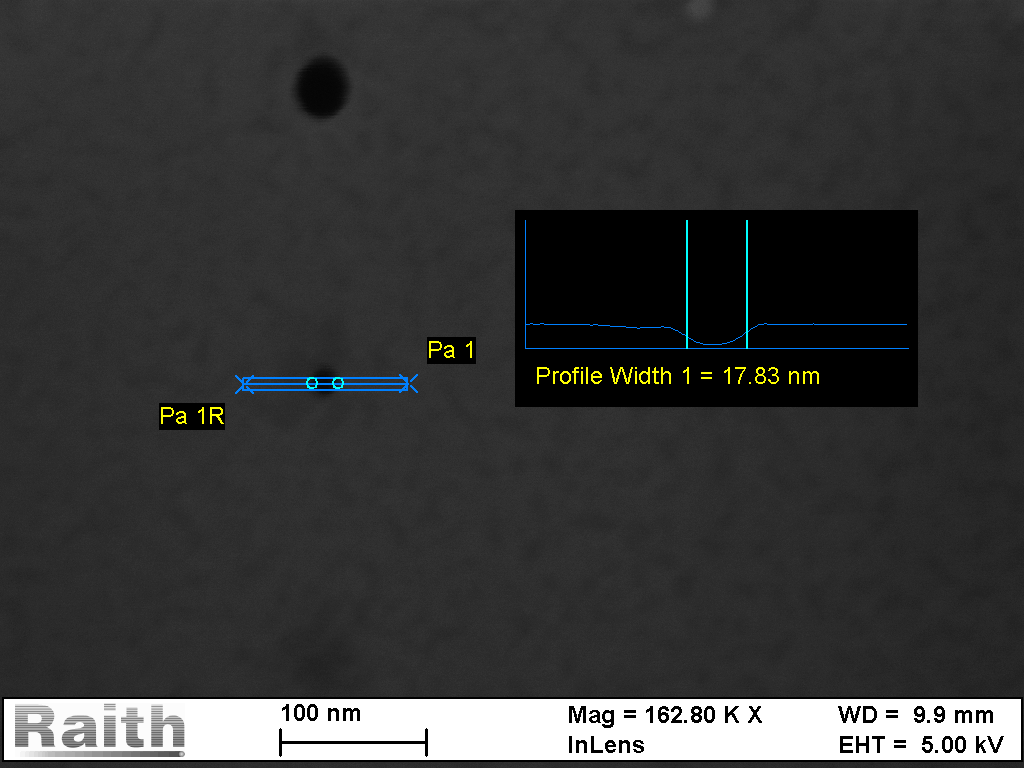 Pa 1
Profile Width 1 = 17.83 nm
Pa 1R
Raith
100 nm
Mag = 162.80 K X
WD = 9.9 mm
InLens
EHT = 5.00 kV